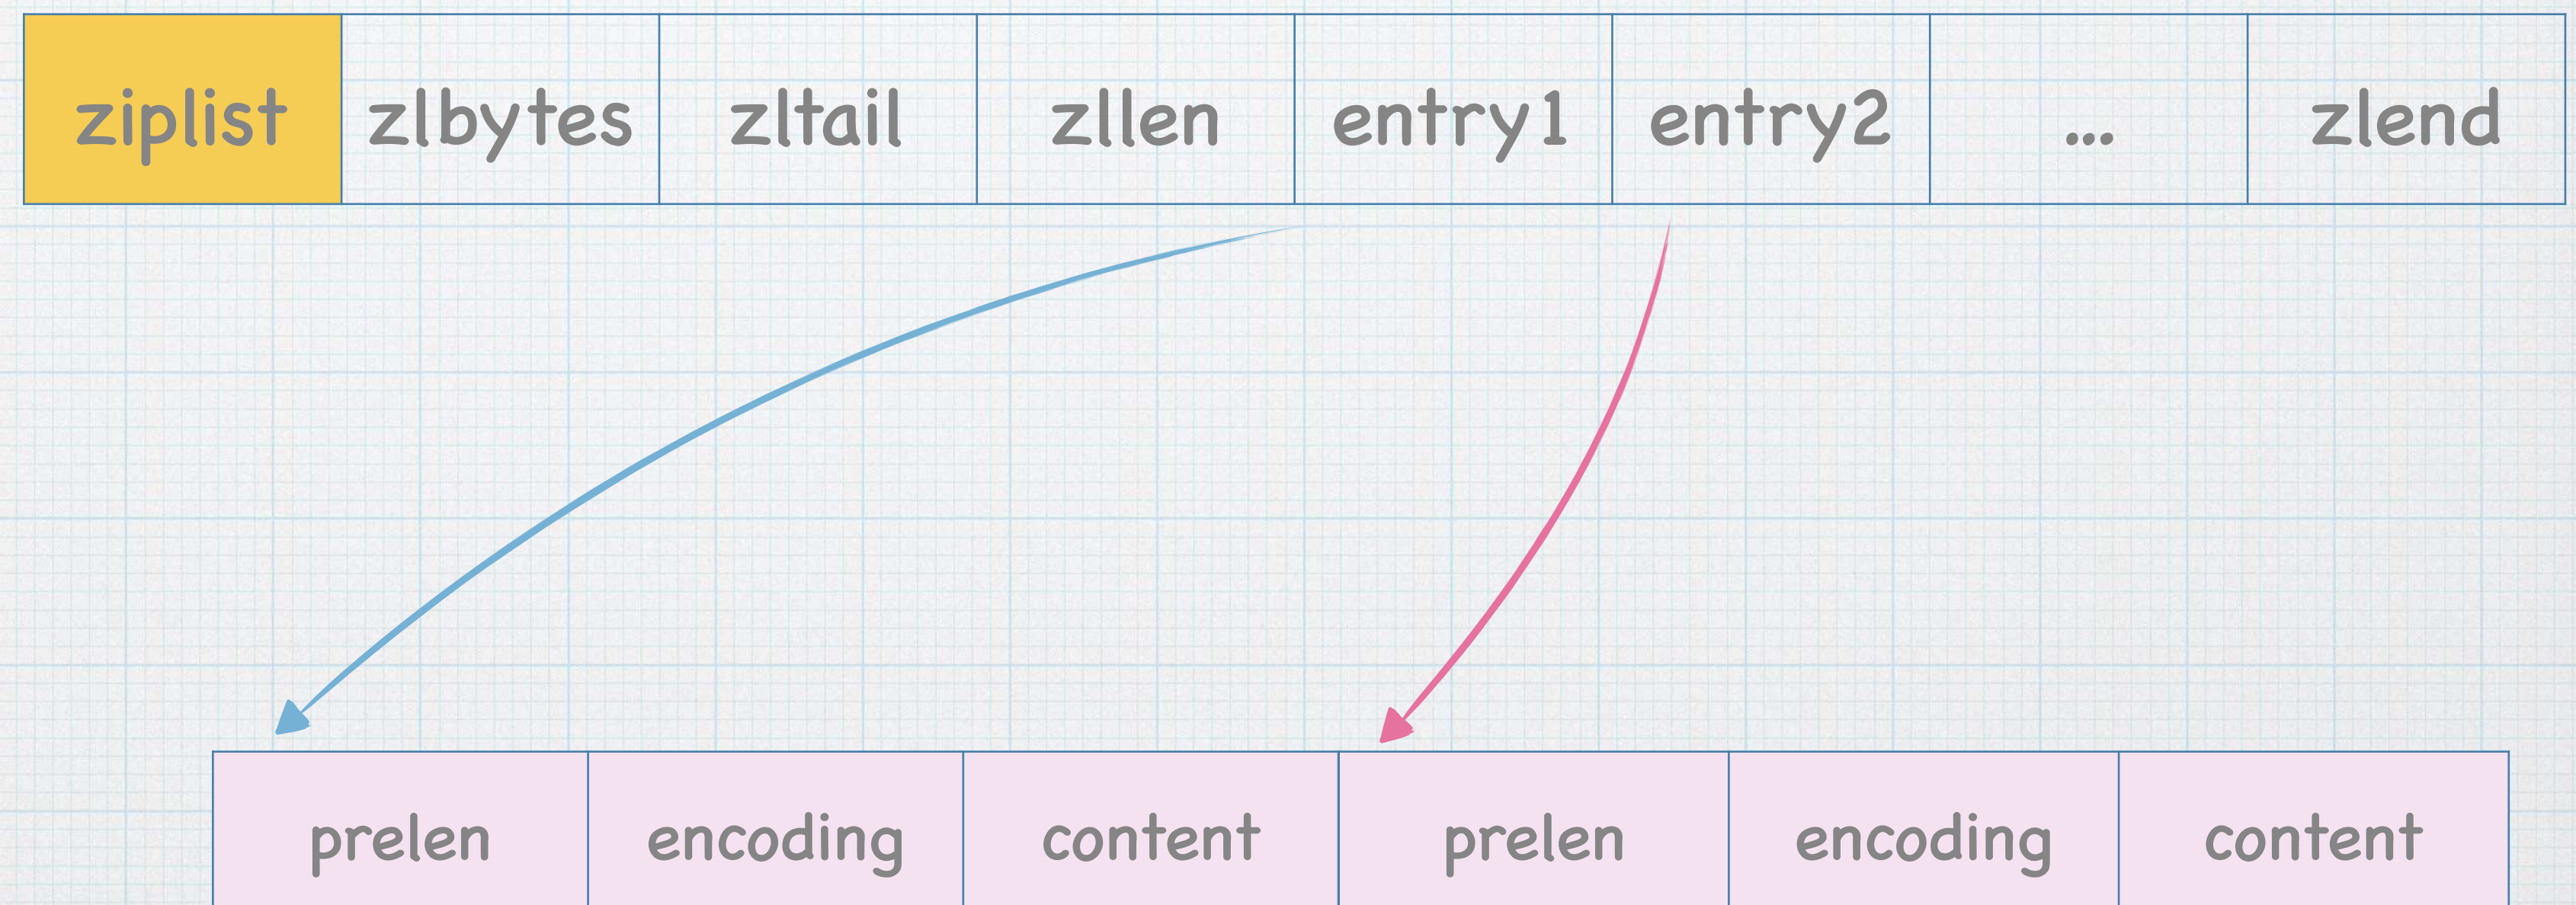 ziplist zlbytes zltail zllen entry1 entry2 ... zlend
prelen encoding content prelen encoding content